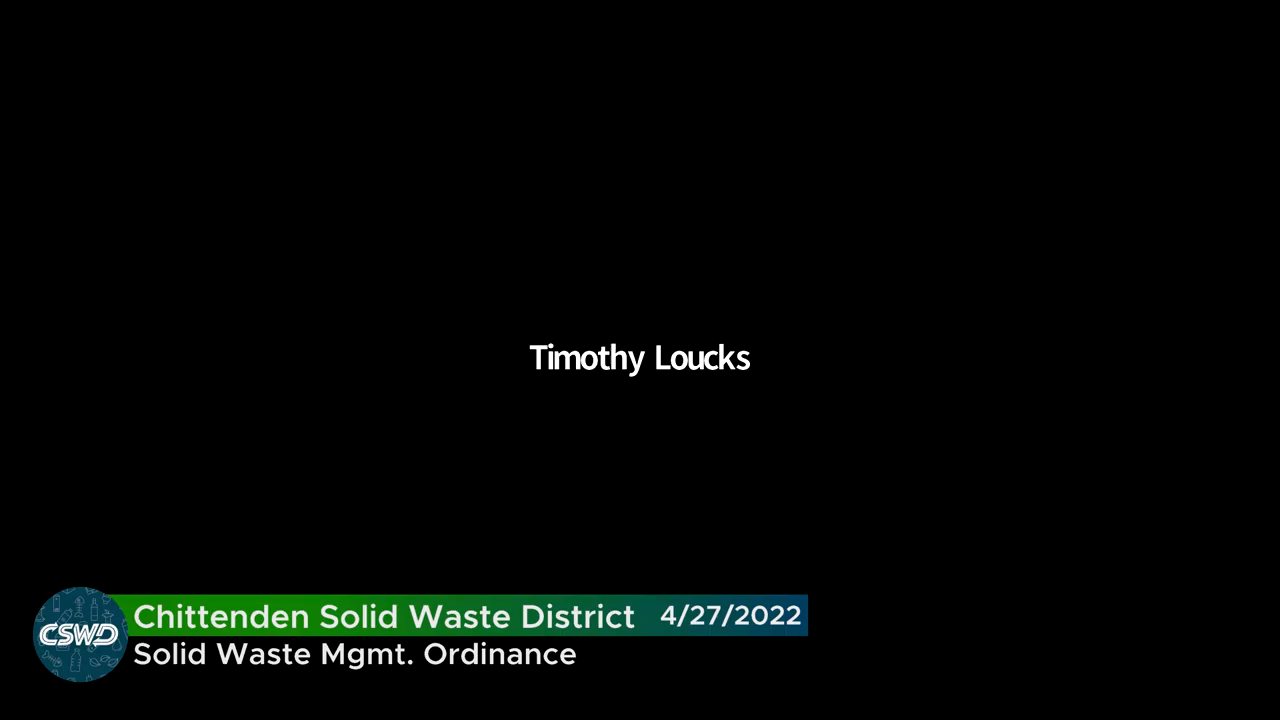 Timothy Loucks
Chittenden Solid Waste District 4/27/2022
CSWD
Solid Waste Mgmt. Ordinance